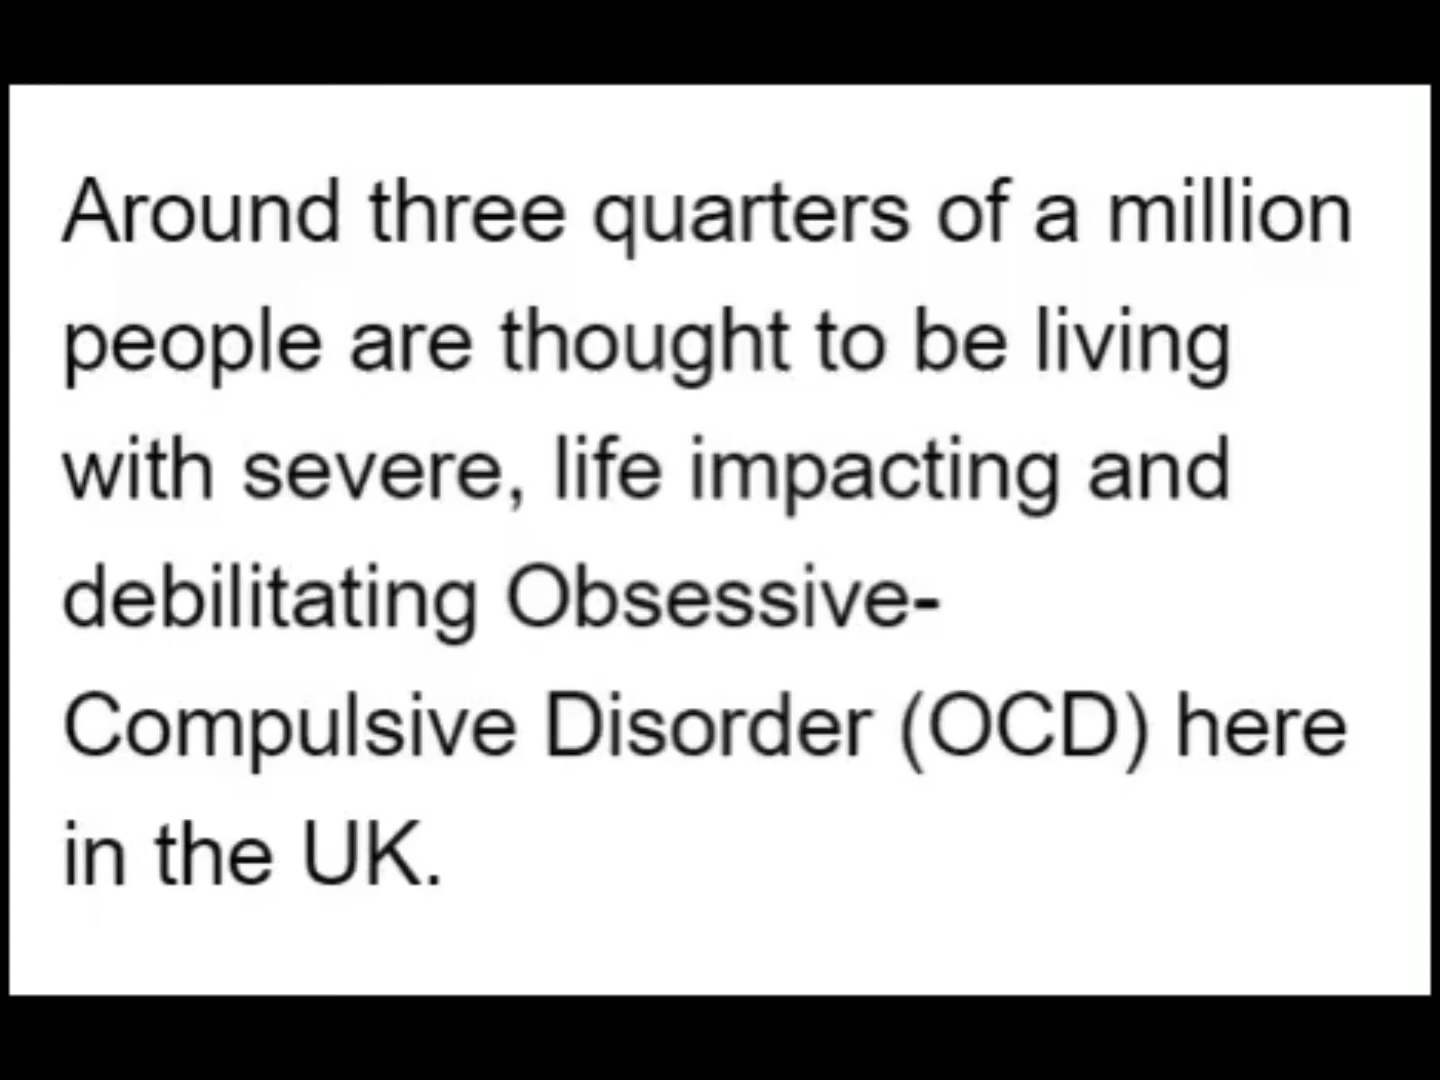 Around three quarters of a million
people are thought to be living
with severe, life impacting and
debilitating Obsessive-
Compulsive Disorder (OCD) here
in the UK.